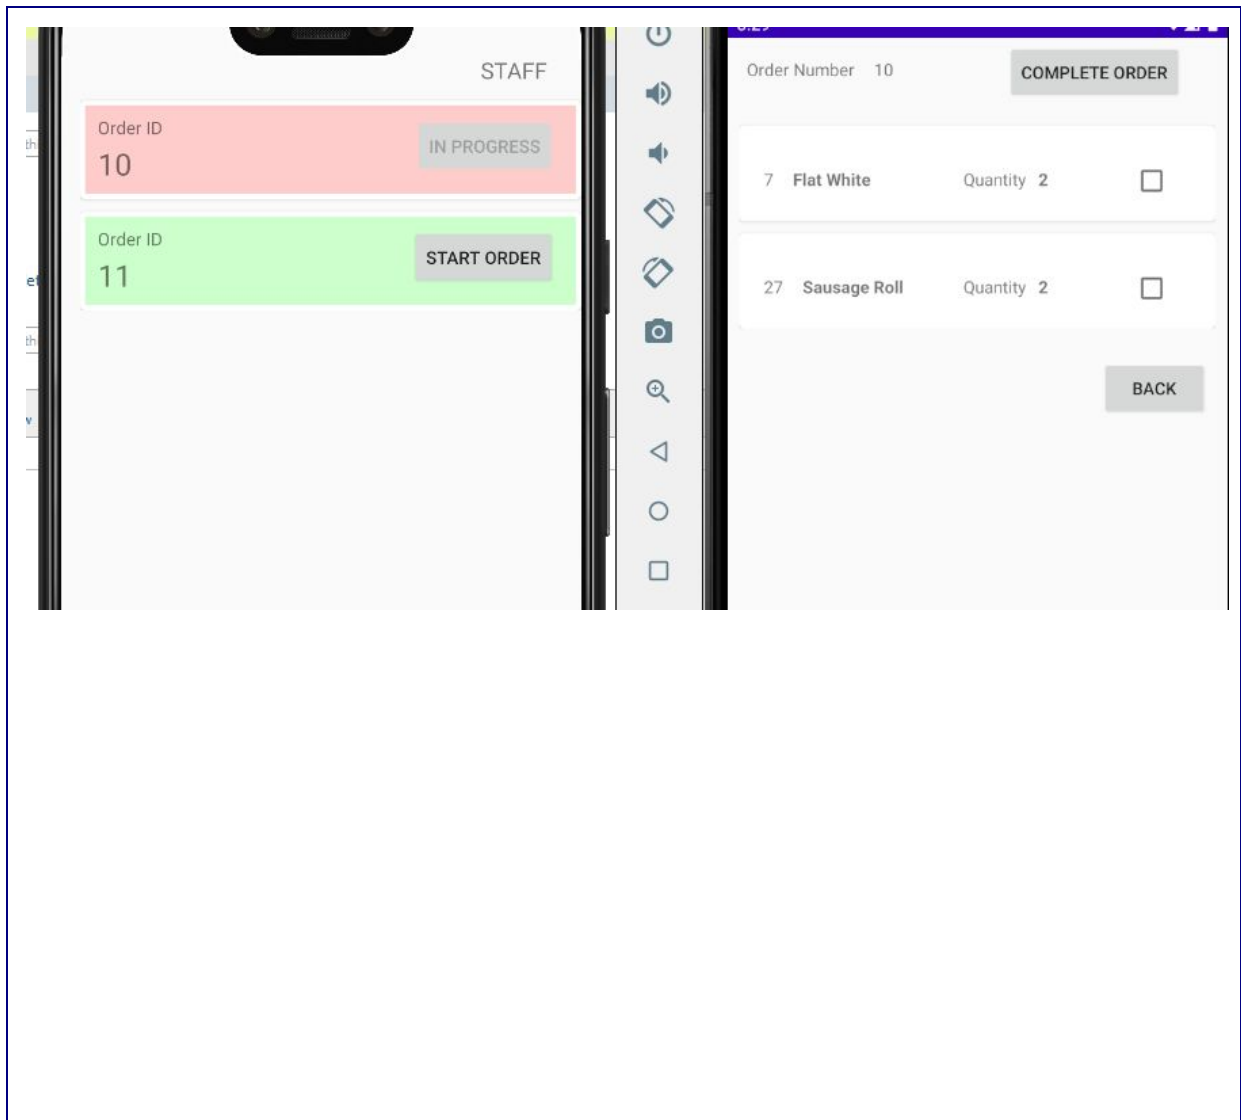 STAFF
Order ID
10
IN PROGRESS
Order ID
11
START ORDER
Order Number 10
COMPLETE ORDER
7 Flat White Quantity 2
27 Sausage Roll Quantity 2
BACK